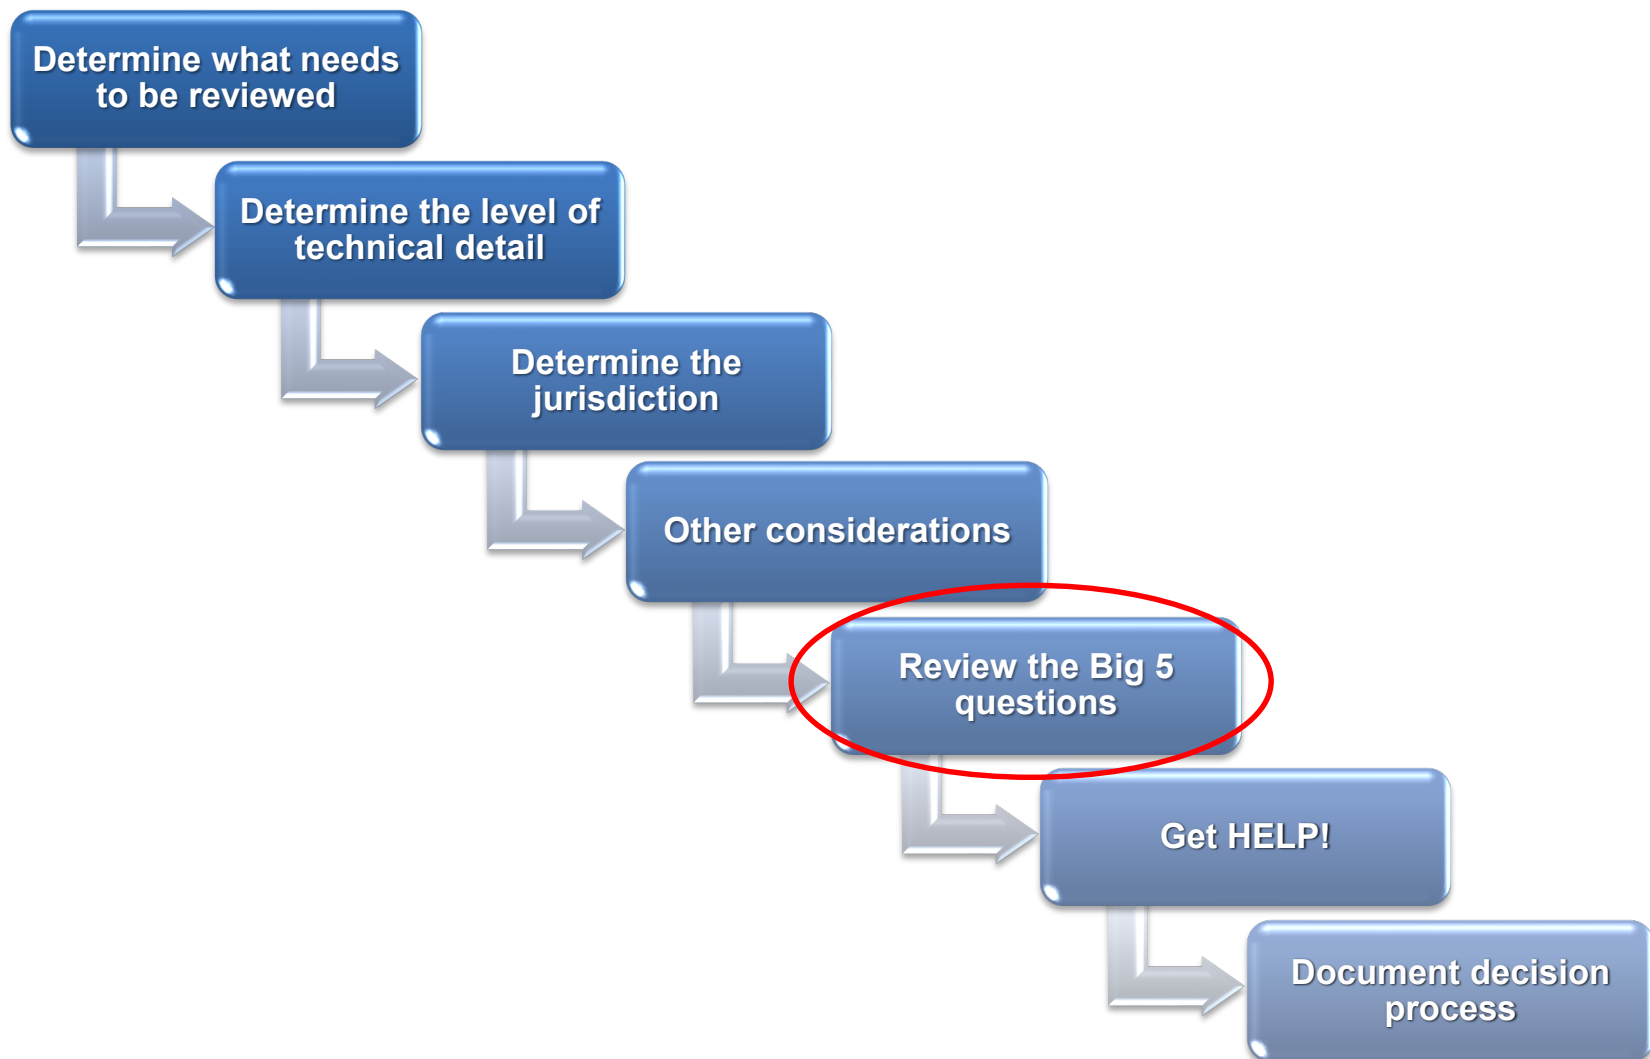 Determine what needs
to be reviewed
Determine the level of
technical detail
Determine the
jurisdiction
Other considerations
Review the Big 5
questions
Get HELP!
Document decision
process